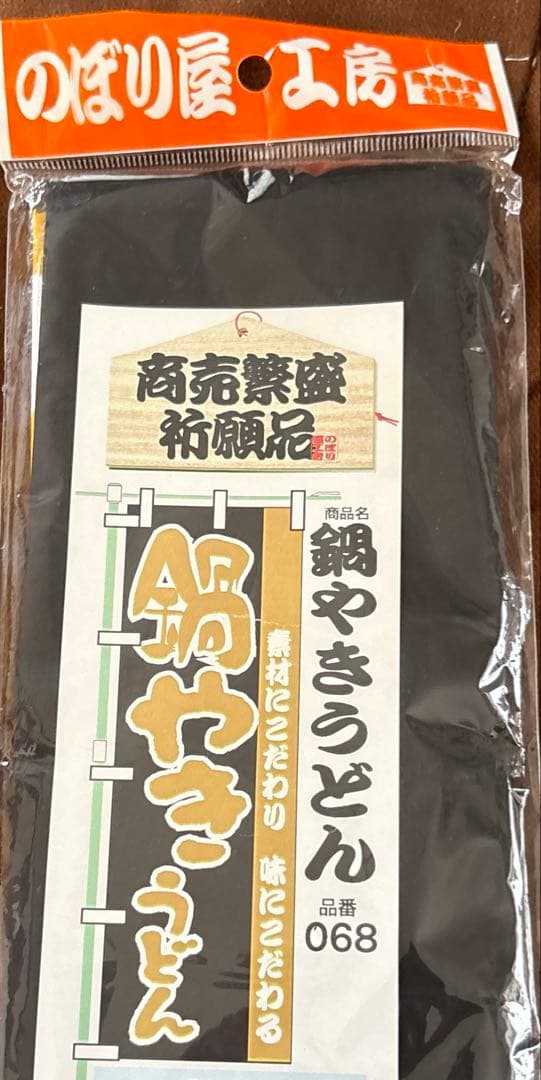 のぼり屋工房
商売繁盛
祈願品
商品名
鍋やきうどん
品番
068
素材にこだわり 味にこだわる
鍋やきうどん